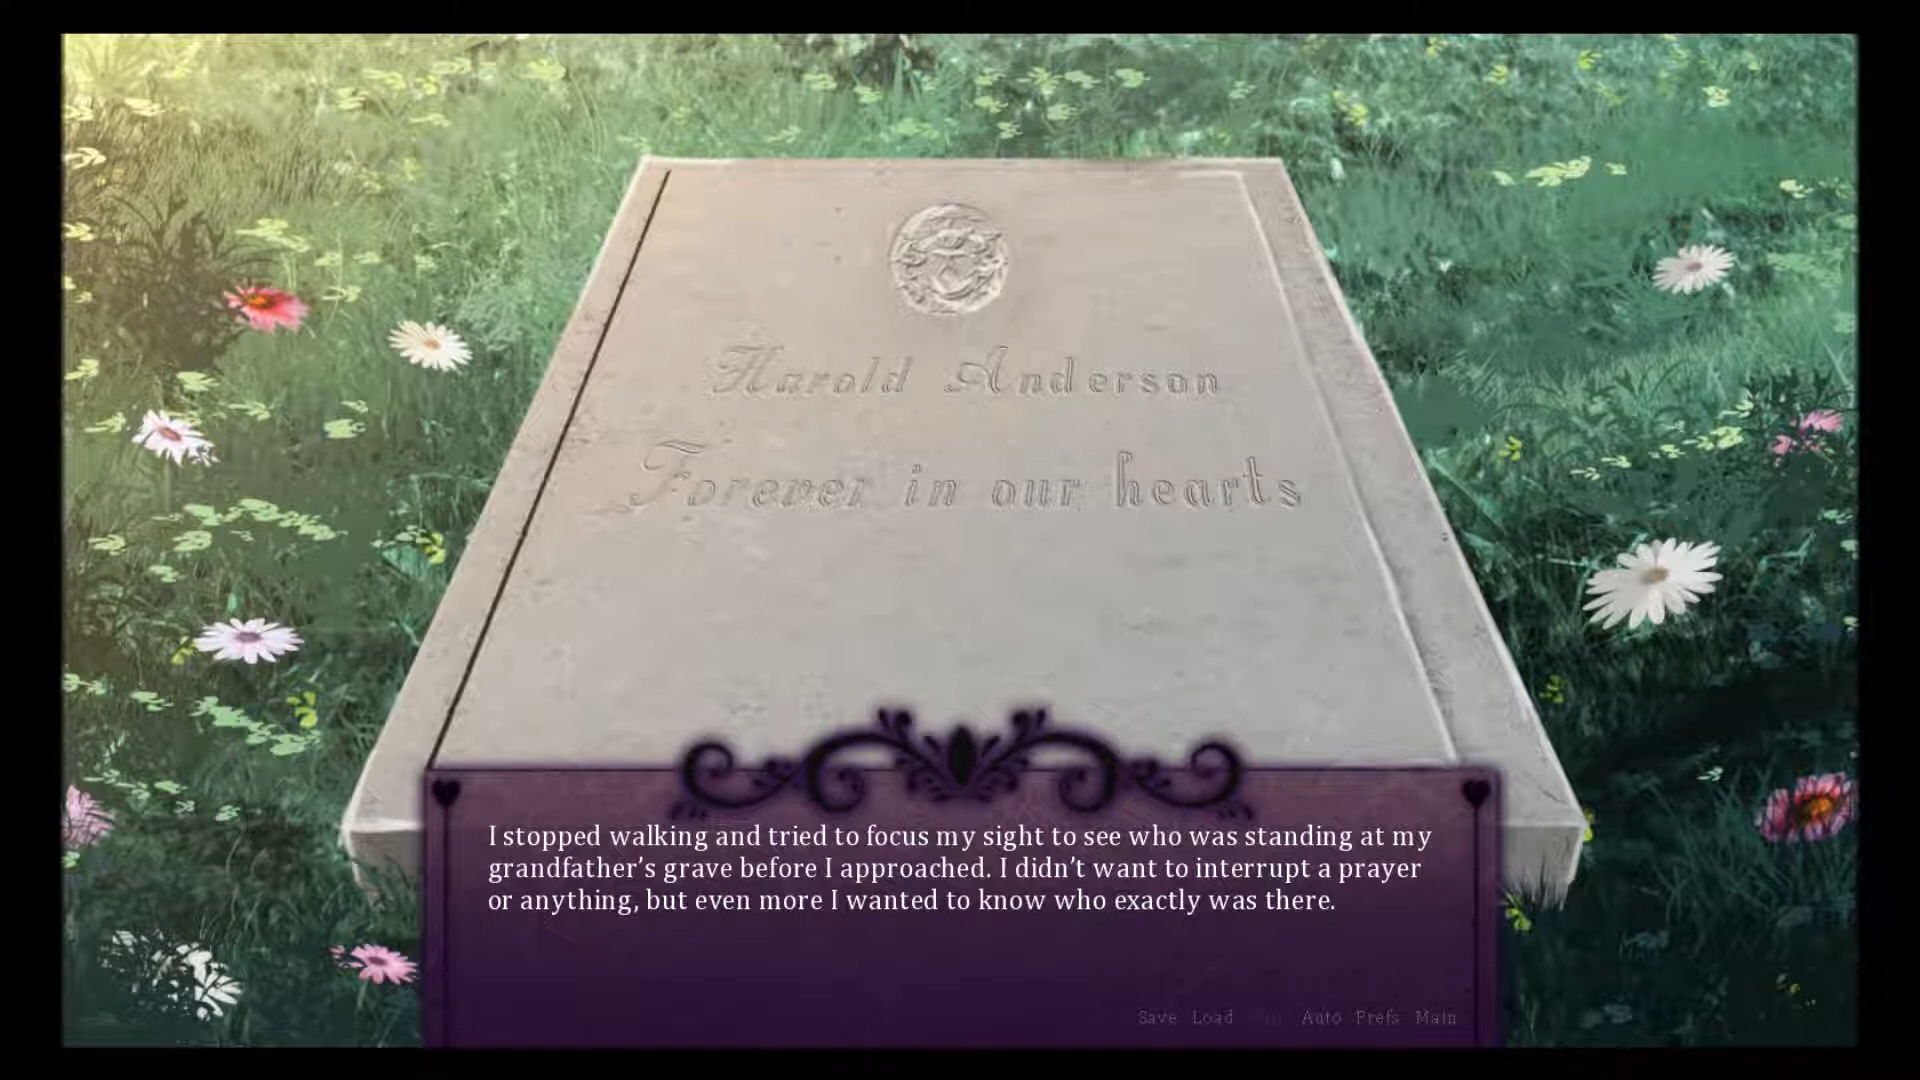 Harold Anderson
Forever in our hearts
I stopped walking and tried to focus my sight to see who was standing at my
grandfather’s grave before I approached. I didn’t want to interrupt a prayer
or anything, but even more I wanted to know who exactly was there.
Save Load Auto Prefs Main